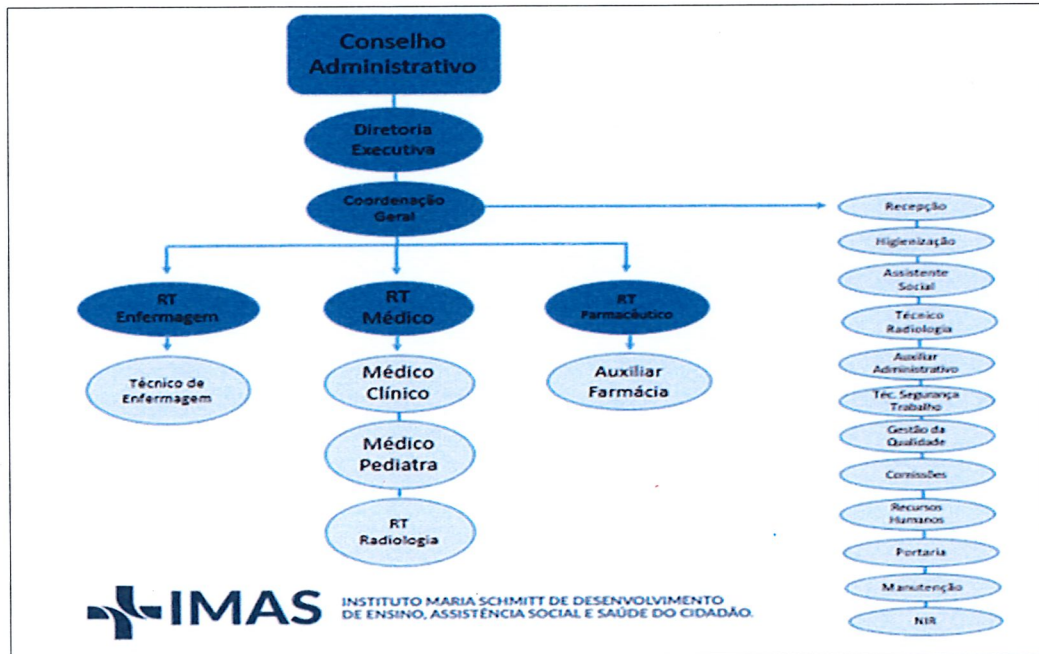 Conselho
Administrativo
Diretoria
Executiva
Coordenação
Geral
RT
Enfermagem
Técnico de
Enfermagem
RT
Médico
Médico
Clínico
Médico
Pediatra
RT
Radiologia
RT
Farmacêutico
Auxiliar
Farmácia
Recepção
Higienização
Assistente
Social
Técnico
Radiologia
Auxiliar
Administrativo
Téc. Segurança
Trabalho
Gestão da
Qualidade
Comissões
Recursos
Humanos
Portaria
Manutenção
NIR
IMAS
INSTITUTO MARIA SCHMITT DE DESENVOLVIMENTO
DE ENSINO, ASSISTÊNCIA SOCIAL E SAÚDE DO CIDADÃO.